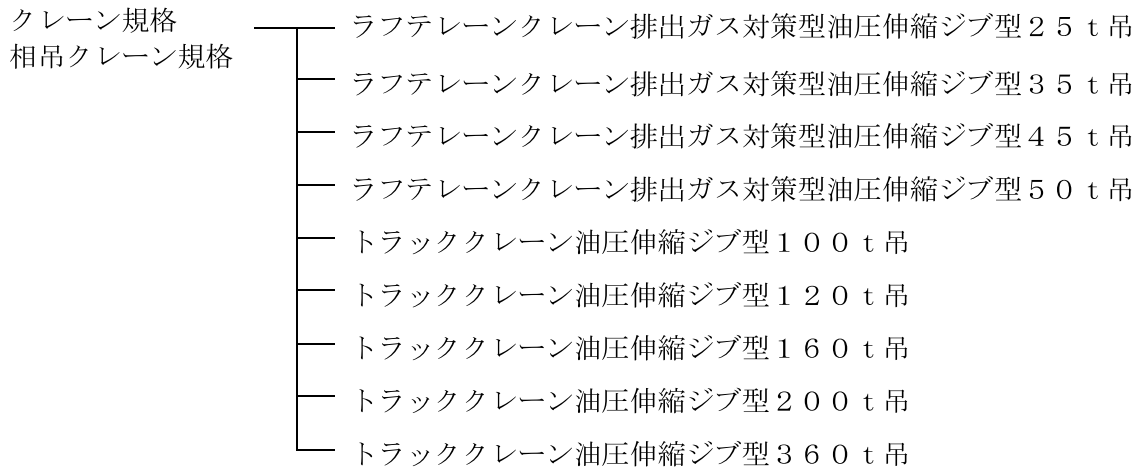 クレーン規格
相吊クレーン規格
ラフテレーンクレーン排出ガス対策型油圧伸縮ジブ型２５ｔ吊
ラフテレーンクレーン排出ガス対策型油圧伸縮ジブ型３５ｔ吊
ラフテレーンクレーン排出ガス対策型油圧伸縮ジブ型４５ｔ吊
ラフテレーンクレーン排出ガス対策型油圧伸縮ジブ型５０ｔ吊
トラッククレーン油圧伸縮ジブ型１００ｔ吊
トラッククレーン油圧伸縮ジブ型１２０ｔ吊
トラッククレーン油圧伸縮ジブ型１６０ｔ吊
トラッククレーン油圧伸縮ジブ型２００ｔ吊
トラッククレーン油圧伸縮ジブ型３６０ｔ吊